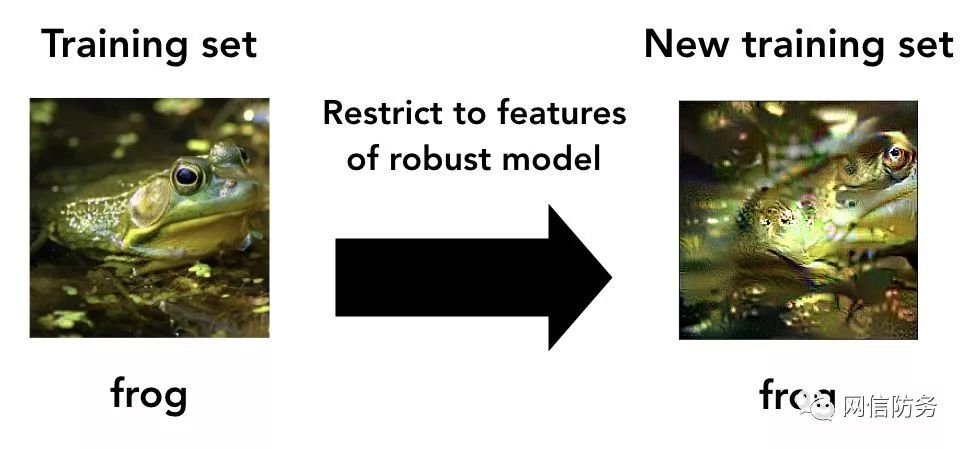 Training set
New training set
Restrict to features
of robust model
frog
frog
网信防务